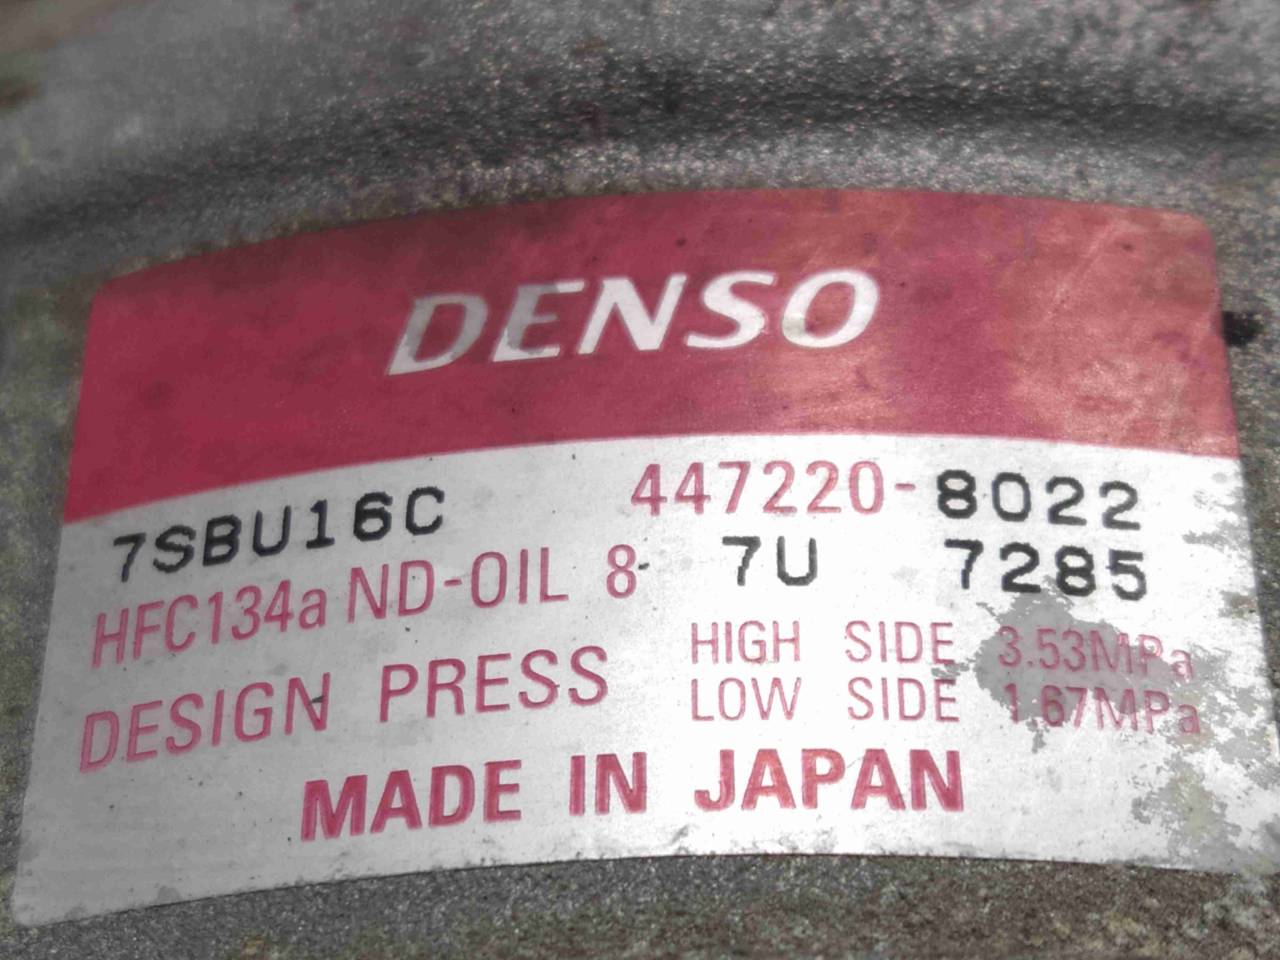 DENSO
7SBU16C 447220-8022
HFC134a ND-OIL 8 7U 7285
DESIGN PRESS HIGH SIDE 3.53MPa
LOW SIDE 1.67MPa
MADE IN JAPAN